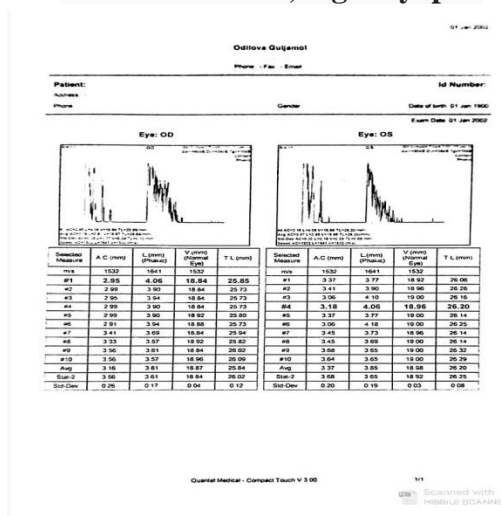 01 Jan 2002
Odilova Guljamol
Phone - Fax - Email
Patient: Id Number:
Address
Phone Gender Date of birth 01 Jan 1900
Exam Date 01 Jan 2002
Eye: OD Eye: OS
OD OS
Selected Measure A C (mm) L (mm) (Phakic) V (mm) (Normal Eye) T L (mm)
m/s 1532 1641 1532
#1 2.95 4.06 18.84 25.85
#2 2 99 3 90 18 84 25 73
#3 2 95 3 94 18 84 25 73
#4 2 99 3 90 18 84 25 73
#5 2 99 3 90 18 92 25 80
#6 2 91 3 94 18 88 25 73
#7 3 41 3 69 18 84 25 94
#8 3 33 3 57 18 92 25 82
#9 3 56 3 61 18 84 26 02
#10 3 56 3 57 18 96 26 09
Avg 3 16 3 81 18 87 25 84
Stat-2 3 56 3 61 18 84 26 02
Std-Dev 0 26 0 17 0 04 0 12
Selected Measure A C (mm) L (mm) (Phakic) V (mm) (Normal Eye) T L (mm)
m/s 1532 1641 1532
#1 3 37 3 77 18 92 26 06
#2 3 41 3 90 18 96 26 28
#3 3 06 4 10 19 00 26 16
#4 3.18 4.06 18.96 26.20
#5 3 37 3 77 19 00 26 14
#6 3 06 4 18 19 00 26 25
#7 3 45 3 73 18 96 26 14
#8 3 45 3 69 19 00 26 14
#9 3 68 3 65 19 00 26 32
#10 3 64 3 65 19 00 26 29
Avg 3 37 3 85 18 98 26 20
Stat-2 3 68 3 65 18 92 26 25
Std-Dev 0 20 0 19 0 03 0 08
Quantel Medical - Compact Touch V 3 00 1/1
Scanned with
MOBILE SCANNER